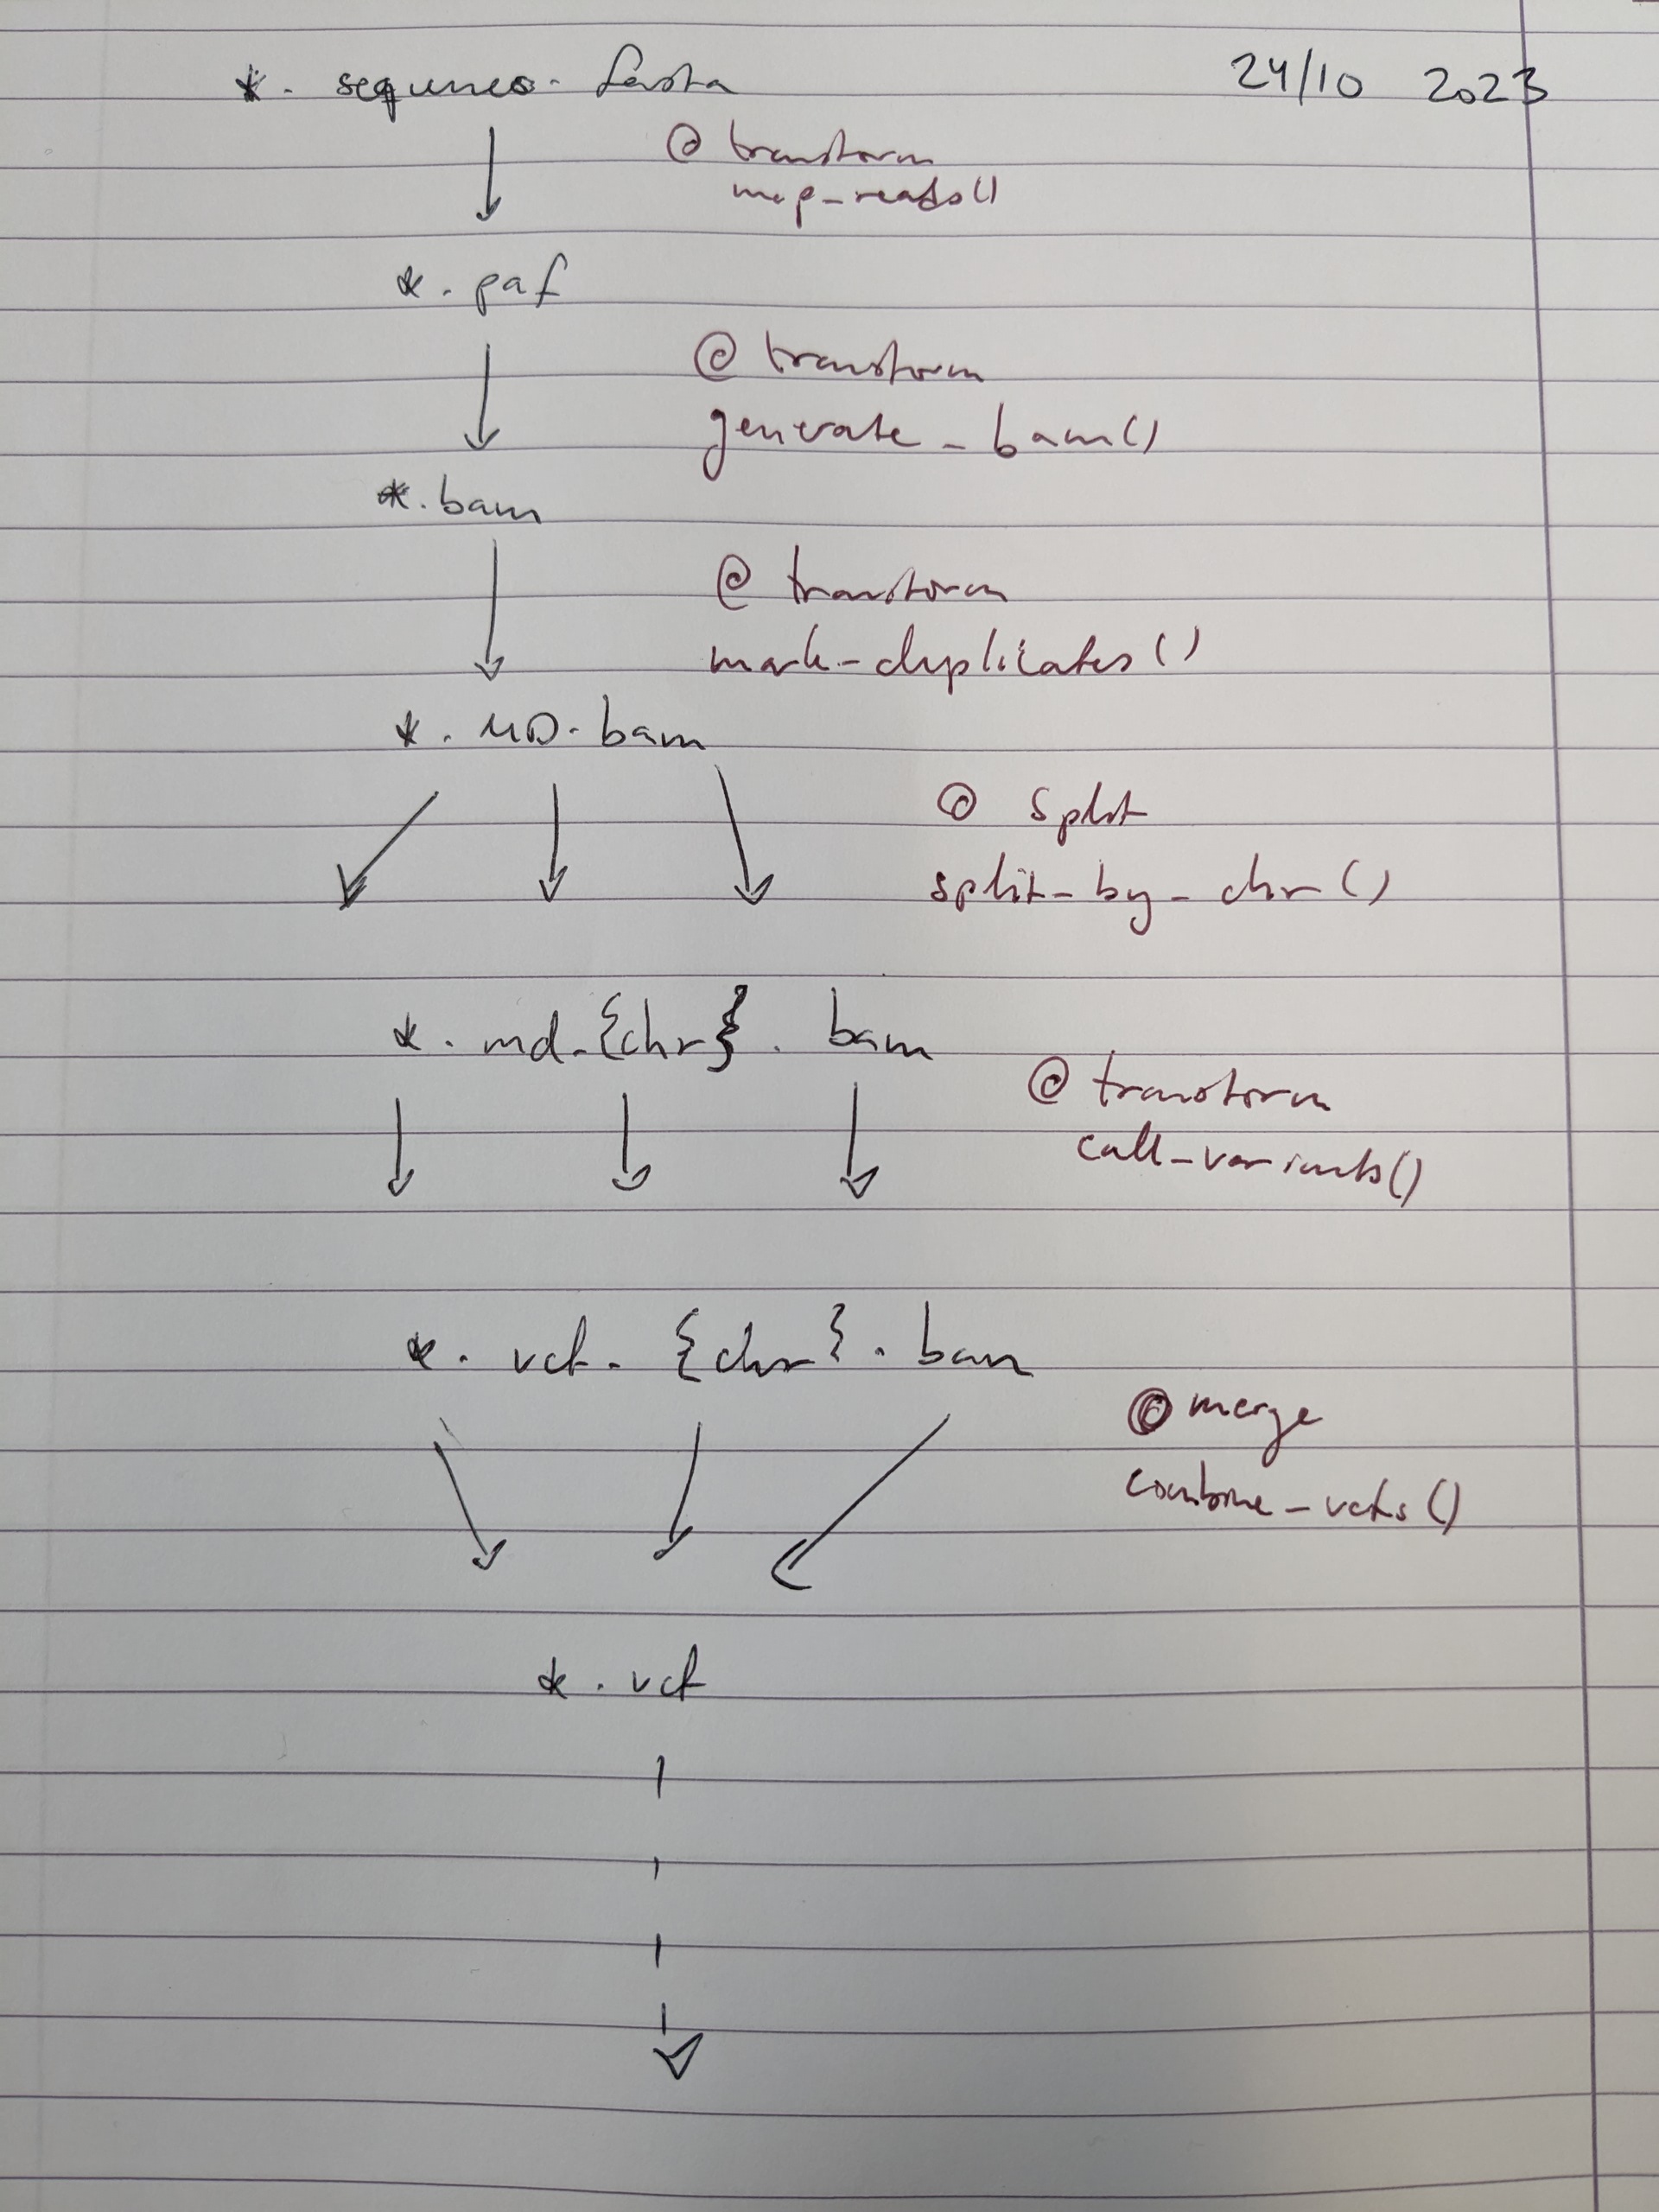 *. sequences. fasta 24/10 2023
@ transform
map_reads()
*. paf
@ transform
generate_bam()
*.bam
@ transform
mark_duplicates()
*. MD. bam
@ split
split_by_chr()
*. md.{chr}. bam
@ transform
call_variants()
*. vcf. {chr}. bam
@ merge
combine_vcfs()
*. vcf